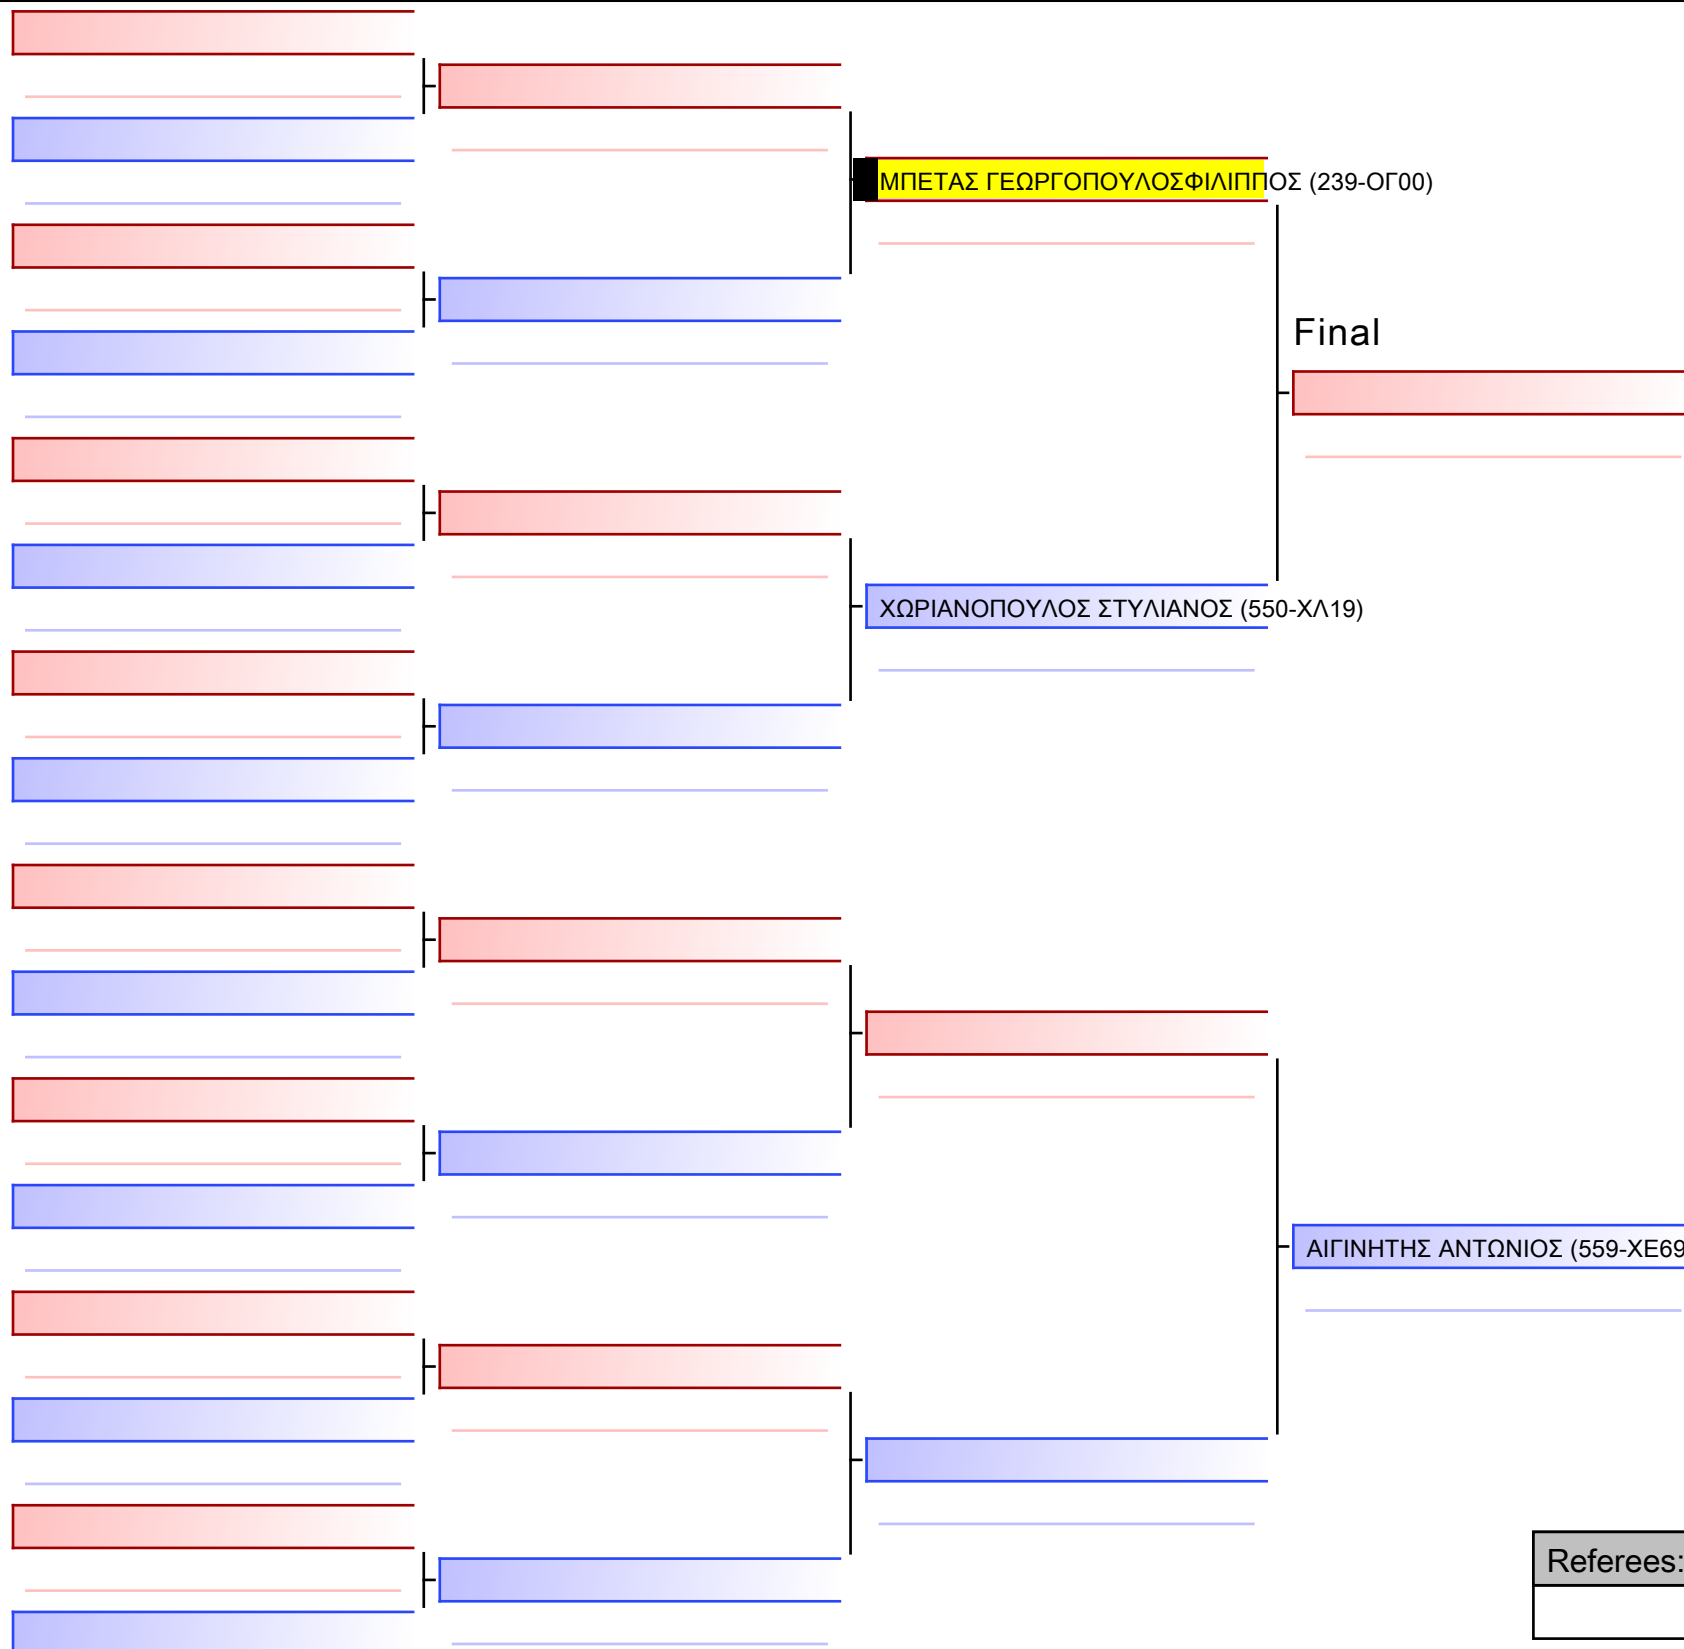 ΜΠΕΤΑΣ ΓΕΩΡΓΟΠΟΥΛΟΣΦΙΛΙΠΠΟΣ (239-ΟΓ00)
Final
ΧΩΡΙΑΝΟΠΟΥΛΟΣ ΣΤΥΛΙΑΝΟΣ (550-ΧΛ19)
ΑΙΓΙΝΗΤΗΣ ΑΝΤΩΝΙΟΣ (559-ΧΕ69
Referees: